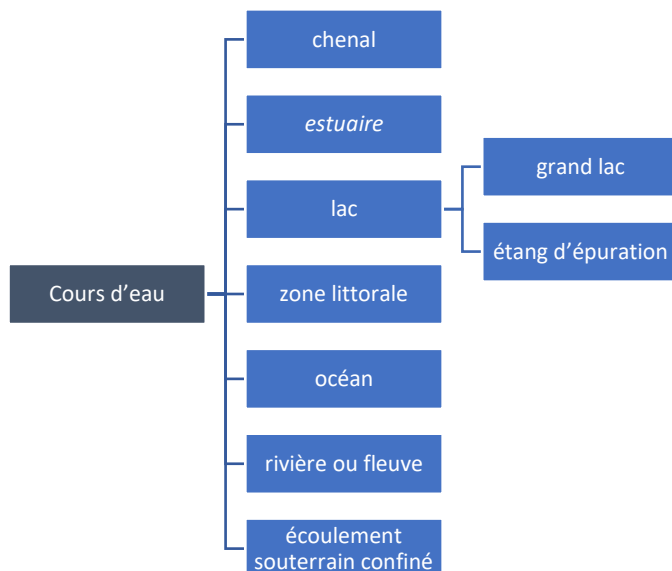 chenal
estuaire
grand lac
lac
étang d’épuration
Cours d’eau
zone littorale
océan
rivière ou fleuve
écoulement
souterrain confiné